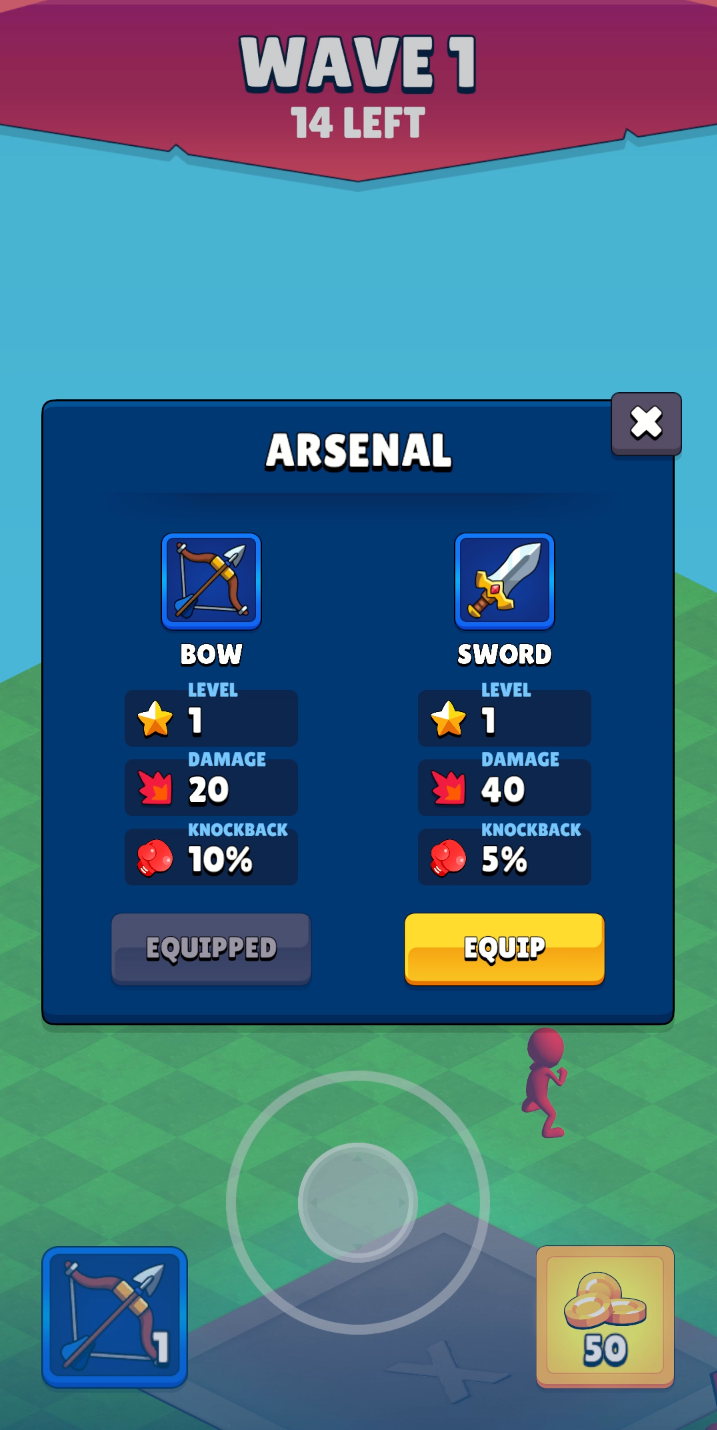 WAVE 1
14 LEFT
ARSENAL
BOW
LEVEL
1
DAMAGE
20
KNOCKBACK
10%
EQUIPPED
SWORD
LEVEL
1
DAMAGE
40
KNOCKBACK
5%
EQUIP
1
50